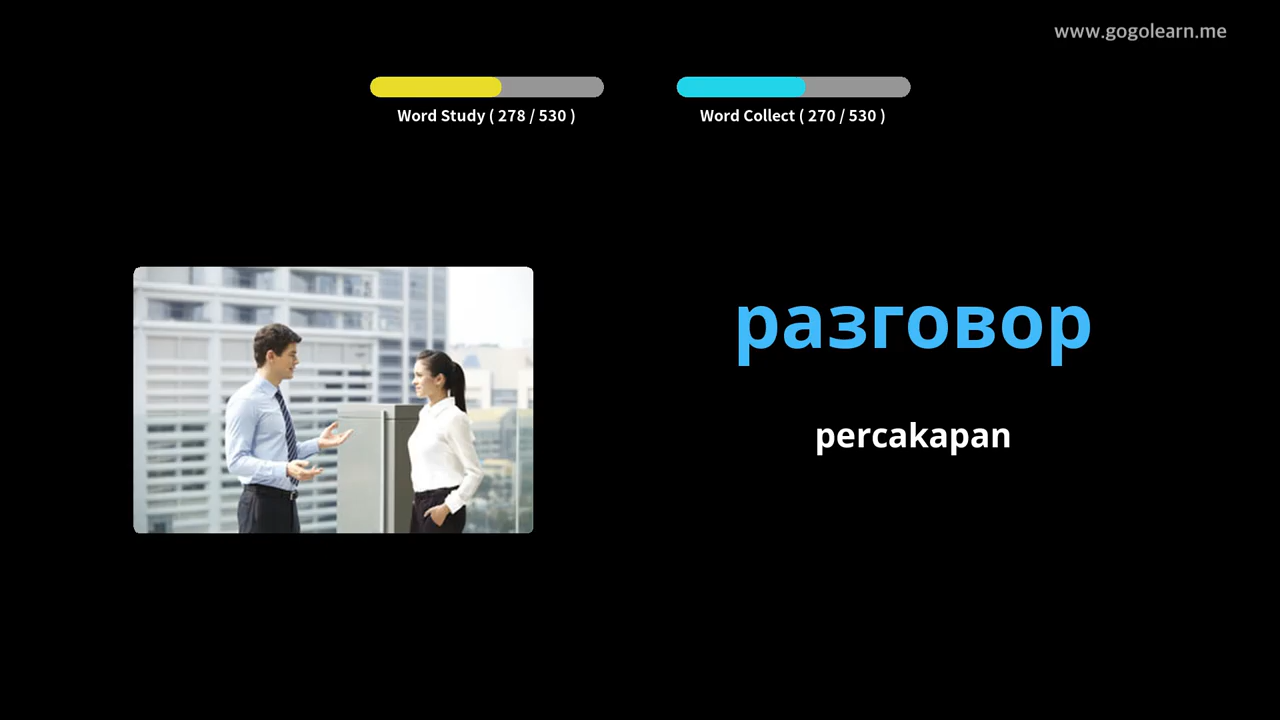 www.gogolearn.me
Word Study ( 278 / 530 )
Word Collect ( 270 / 530 )
разговор
percakapan